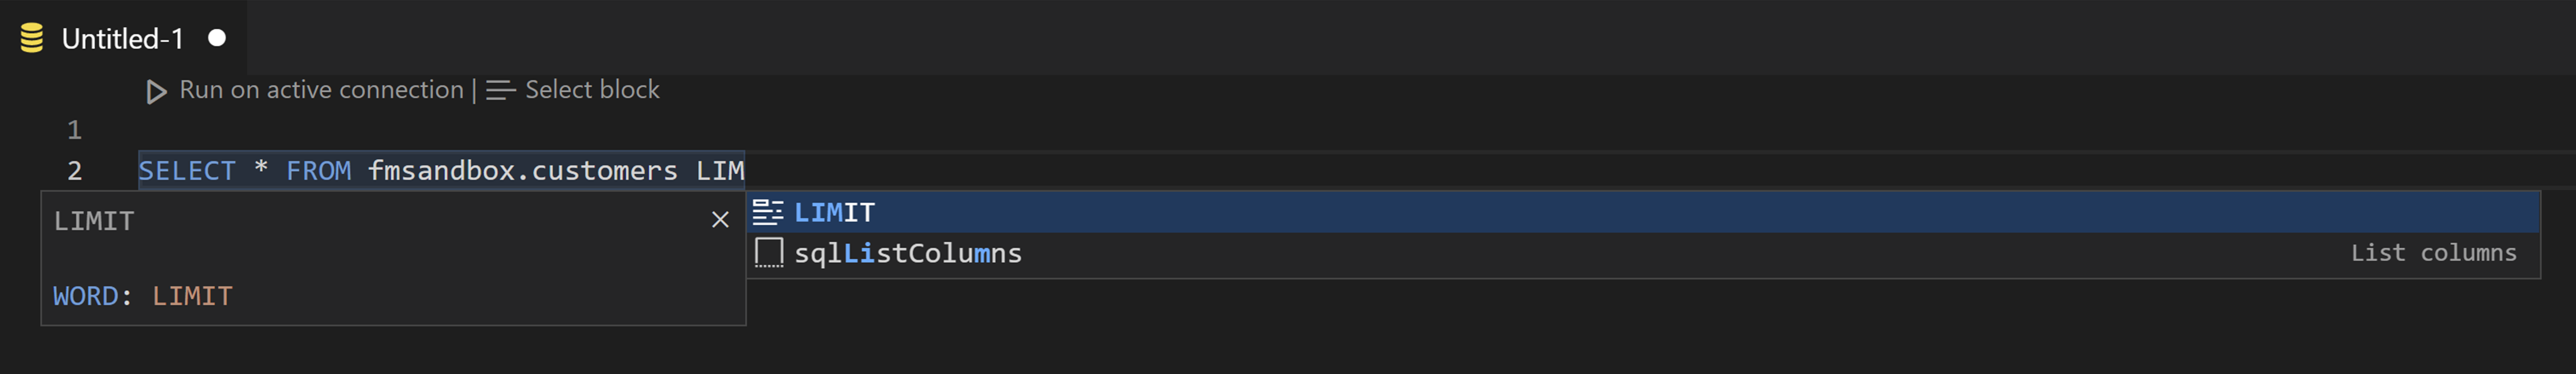 Untitled-1
Run on active connection | Select block
1
2 SELECT * FROM fmsandbox.customers LIM
LIMIT
WORD: LIMIT
LIMIT
sqlListColumns List columns